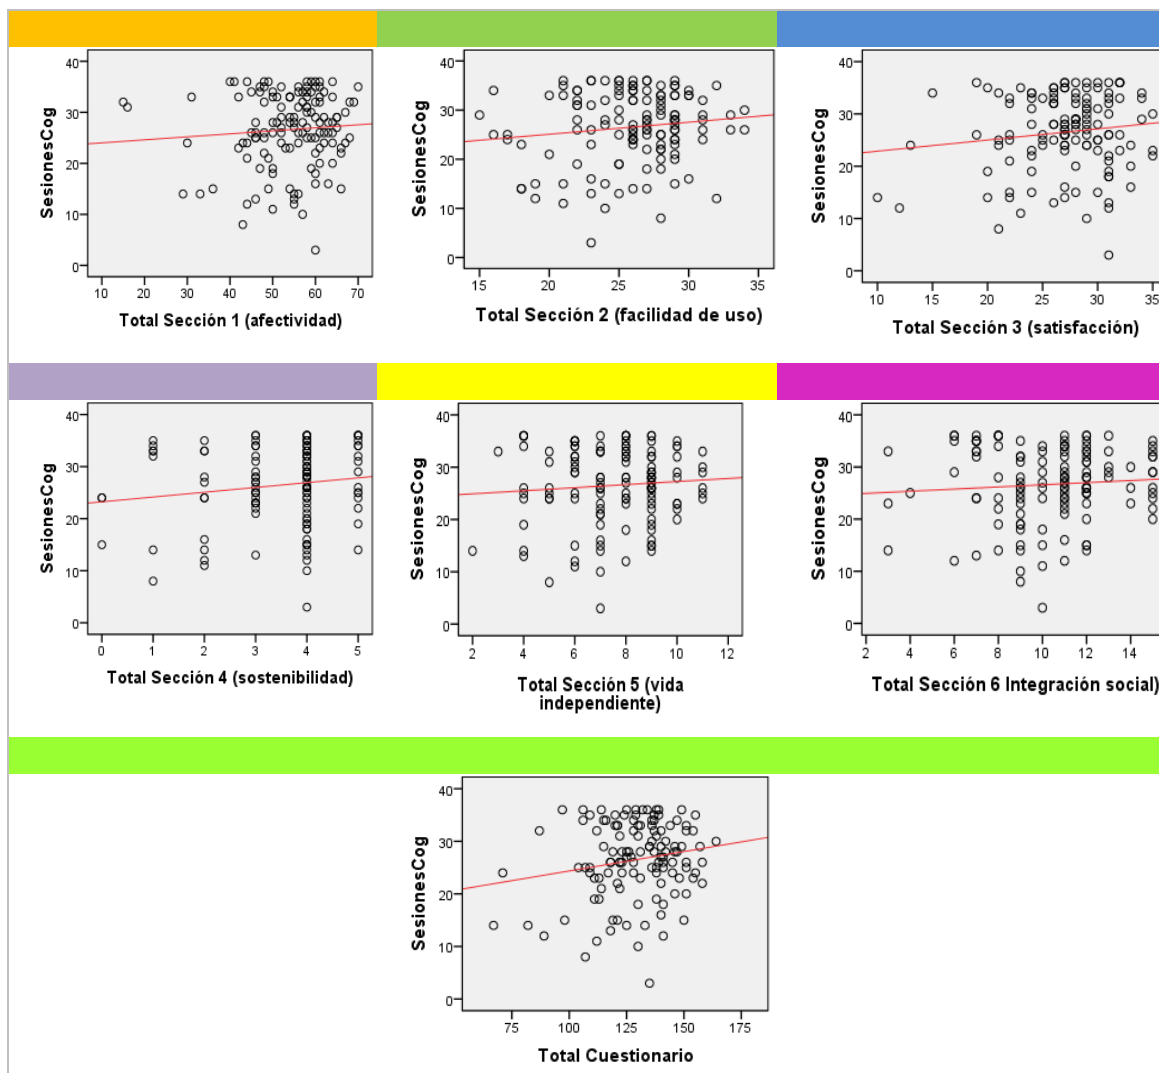 40
30
20
10
0
SesionesCog
10 20 30 40 50 60 70
Total Sección 1 (afectividad)
40
30
20
10
0
SesionesCog
15 20 25 30 35
Total Sección 2 (facilidad de uso)
40
30
20
10
0
SesionesCog
10 15 20 25 30 35
Total Sección 3 (satisfacción)
40
30
20
10
0
SesionesCog
0 1 2 3 4 5
Total Sección 4 (sostenibilidad)
40
30
20
10
0
SesionesCog
2 4 6 8 10 12
Total Sección 5 (vida
independiente)
40
30
20
10
0
SesionesCog
2 4 6 8 10 12 14
Total Sección 6 Integración social)
40
30
20
10
0
SesionesCog
75 100 125 150 175
Total Cuestionario